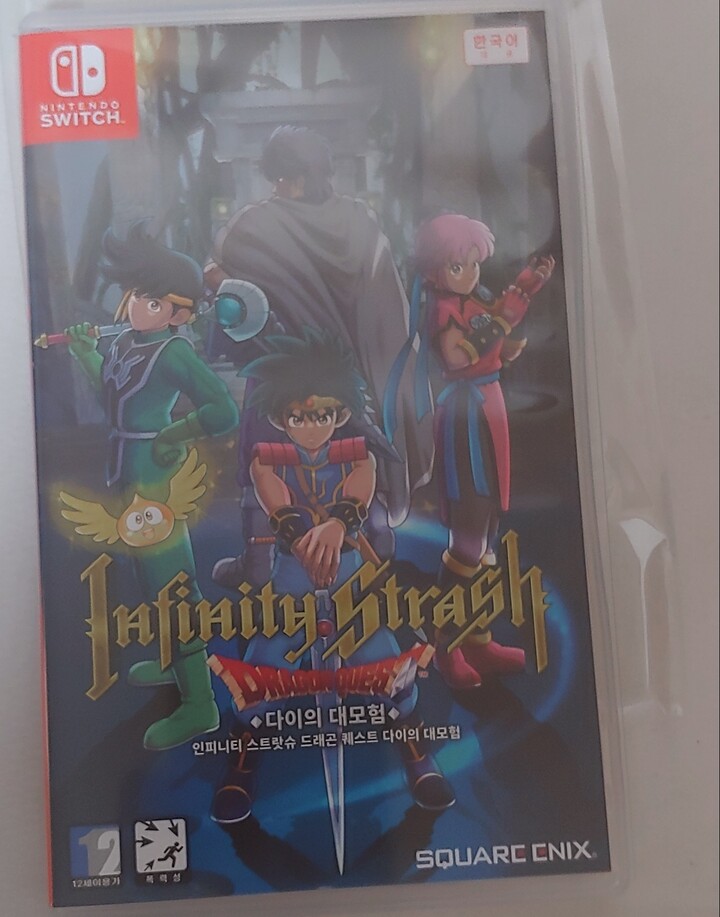 NINTENDO
SWITCH
한국어
Infinity Strash
DRAGON QUEST
다이의 대모험
인피니티 스트랏슈 드래곤 퀘스트 다이의 대모험
12
12세이용가
폭력성
SQUARE ENIX